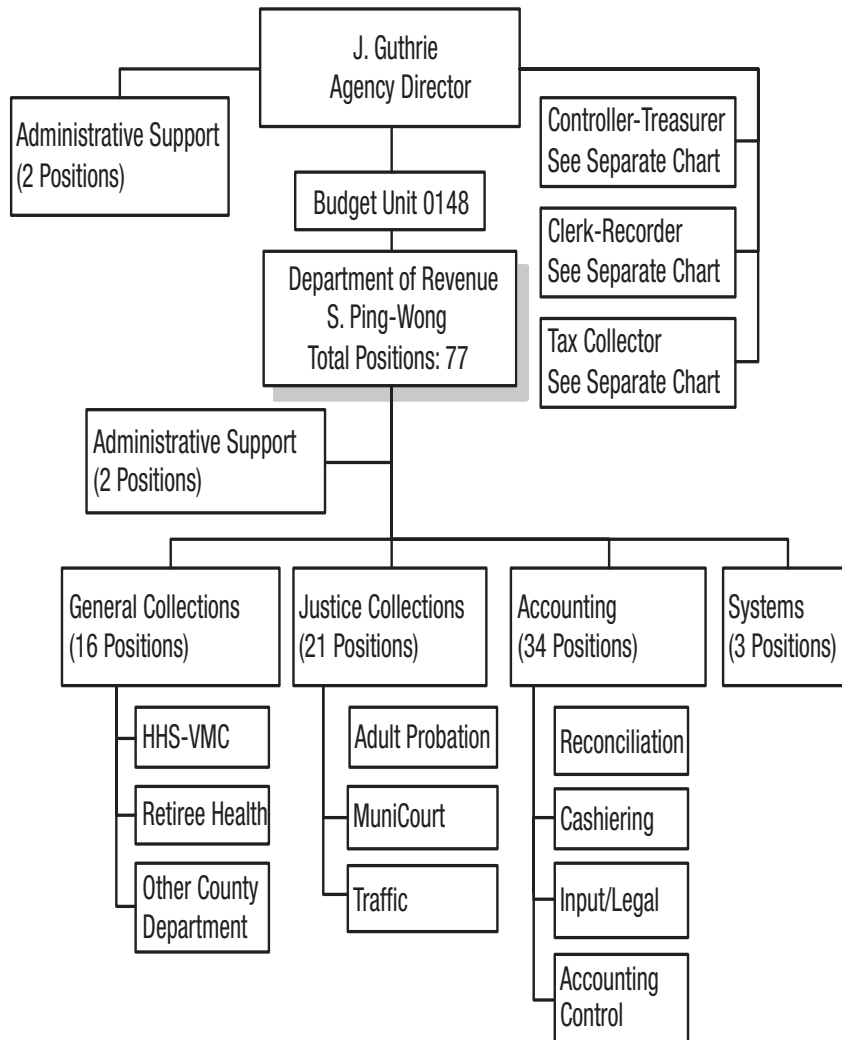 J. Guthrie
Agency Director
Administrative Support
(2 Positions)
Controller-Treasurer
See Separate Chart
Budget Unit 0148
Clerk-Recorder
See Separate Chart
Department of Revenue
S. Ping-Wong
Total Positions: 77
Tax Collector
See Separate Chart
Administrative Support
(2 Positions)
General Collections
(16 Positions)
Justice Collections
(21 Positions)
Accounting
(34 Positions)
Systems
(3 Positions)
HHS-VMC
Retiree Health
Other County
Department
Adult Probation
MuniCourt
Traffic
Reconciliation
Cashiering
Input/Legal
Accounting
Control